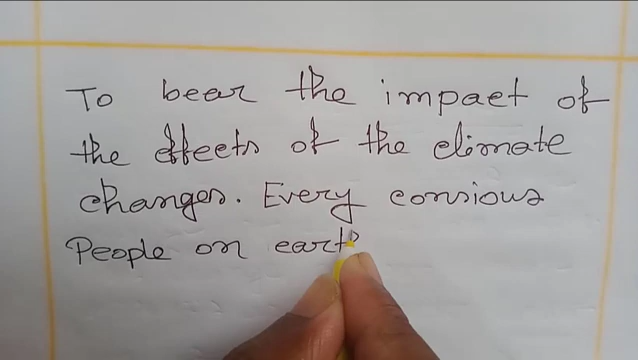 To bear the impact of
the effects of the climate
changes. Every consious
People on earth